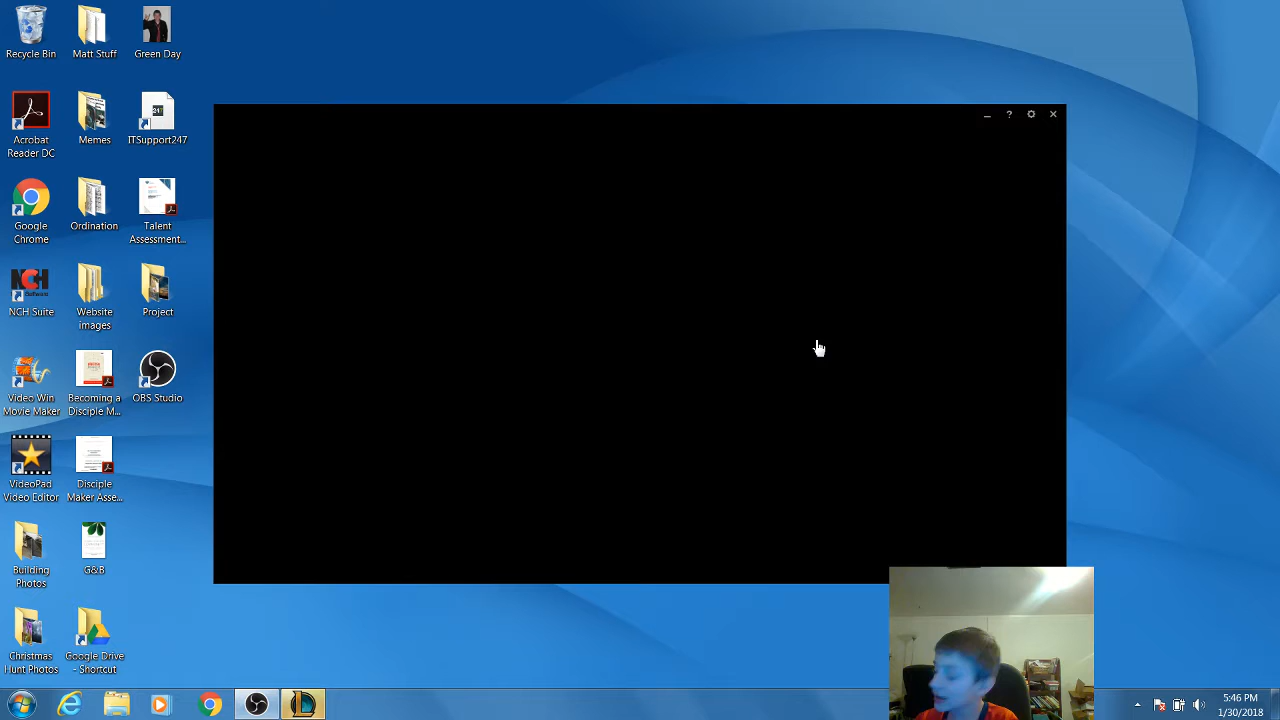 Recycle Bin
Matt Stuff
Green Day
Acrobat
Reader DC
Memes
ITSupport247
Google
Chrome
Ordination
Talent
Assessment...
NCH Suite
Website
images
Project
Video Win
Movie Maker
Becoming a
Disciple M...
OBS Studio
VideoPad
Video Editor
Disciple
Maker Asse...
Building
Photos
G&B
Christmas
Hunt Photos
Google Drive
- Shortcut
5:46 PM
1/30/2018